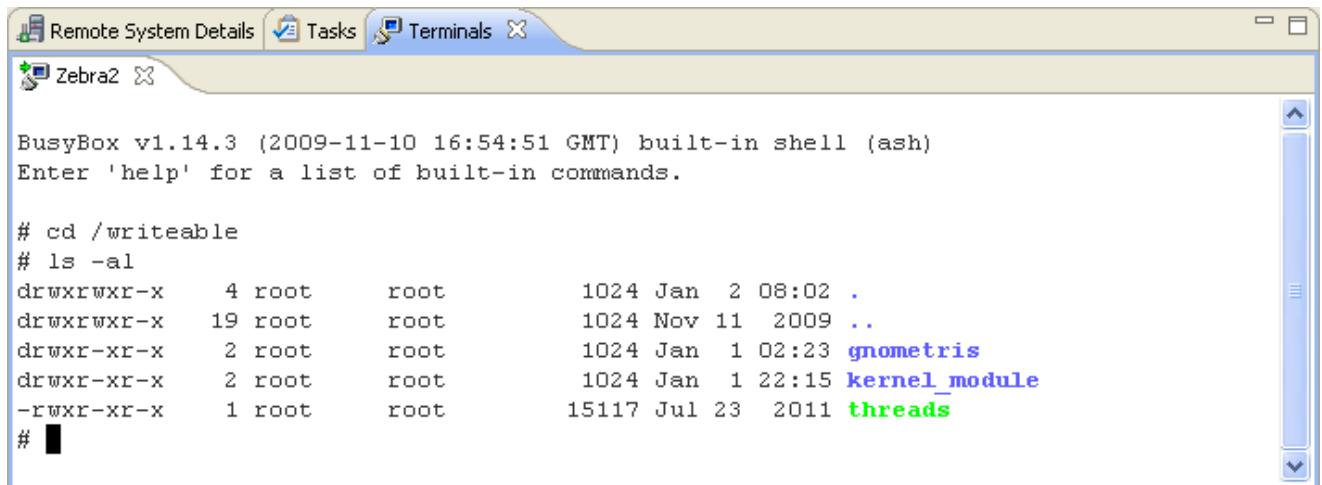 Remote System Details Tasks Terminals
Zebra2
BusyBox v1.14.3 (2009-11-10 16:54:51 GMT) built-in shell (ash)
Enter 'help' for a list of built-in commands.
# cd /writeable
# ls -al
drwxrwxr-x    4 root     root         1024 Jan  2 08:02 .
drwxrwxr-x   19 root     root         1024 Nov 11  2009 ..
drwxr-xr-x    2 root     root         1024 Jan  1 02:23 gnometris
drwxr-xr-x    2 root     root         1024 Jan  1 22:15 kernel_module
-rwxr-xr-x    1 root     root        15117 Jul 23  2011 threads
#